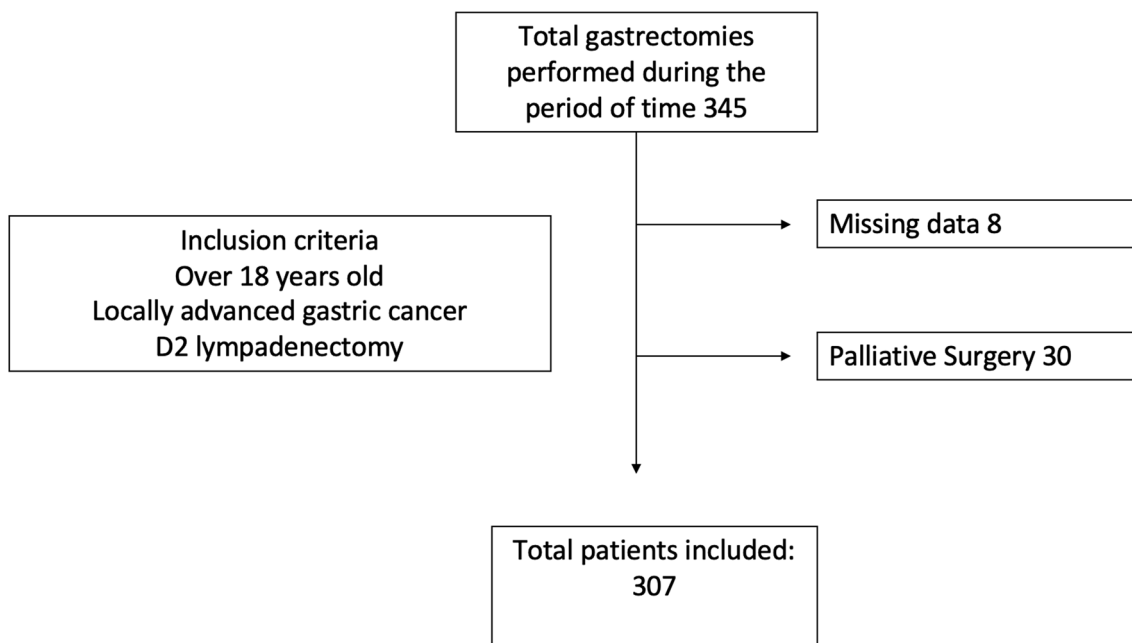 Total gastrectomies
performed during the
period of time 345
Missing data 8
Inclusion criteria
Over 18 years old
Locally advanced gastric cancer
D2 lympadenectomy
Palliative Surgery 30
Total patients included:
307